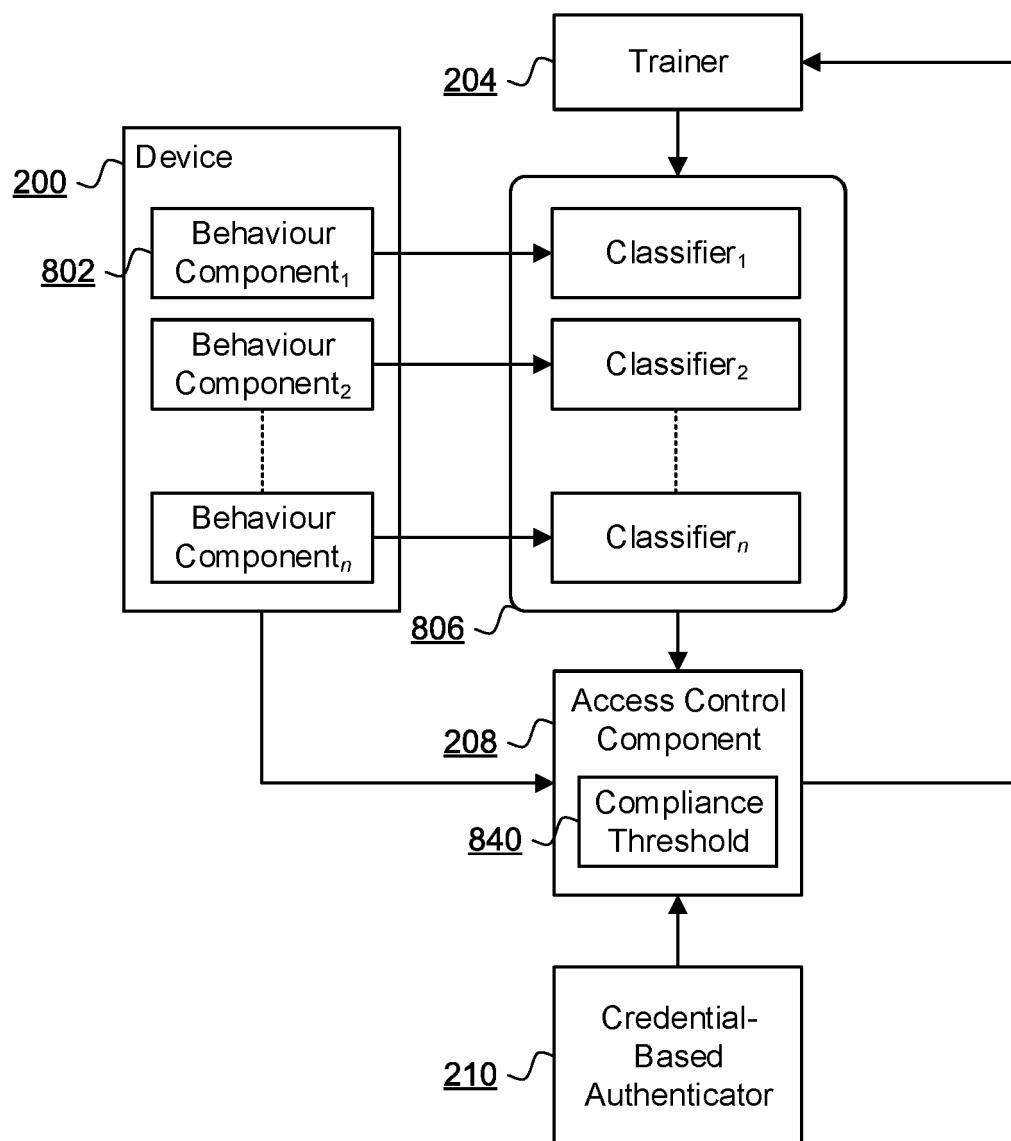 Trainer
204
Device
200
Behaviour
Component1
802
Classifier1
Behaviour
Component2
Classifier2
Behaviour
Componentn
Classifiern
806
Access Control
Component
208
Compliance
Threshold
840
Credential-
Based
Authenticator
210